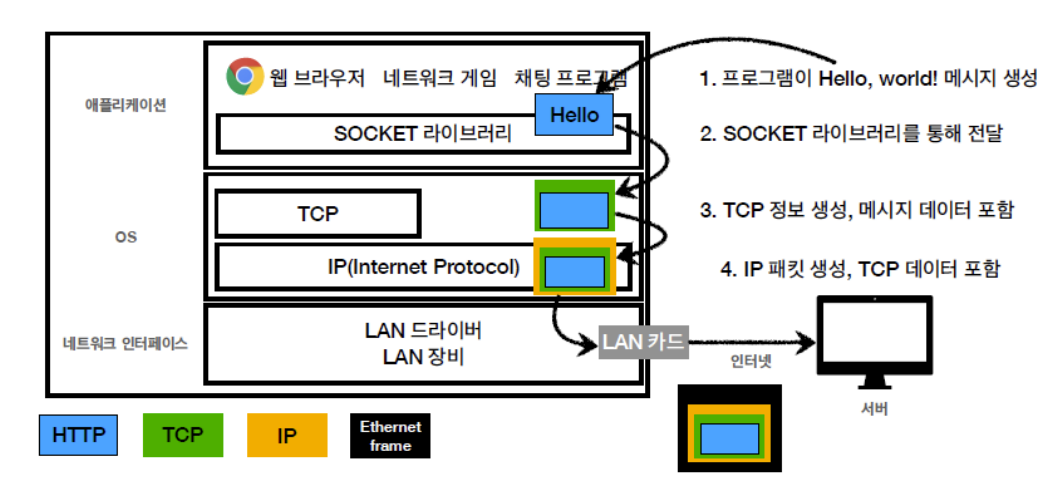 애플리케이션
웹 브라우저 네트워크 게임 채팅 프로그램
Hello
SOCKET 라이브러리
OS
TCP
IP(Internet Protocol)
네트워크 인터페이스
LAN 드라이버
LAN 장비
LAN 카드
1. 프로그램이 Hello, world! 메시지 생성
2. SOCKET 라이브러리를 통해 전달
3. TCP 정보 생성, 메시지 데이터 포함
4. IP 패킷 생성, TCP 데이터 포함
인터넷
서버
HTTP
TCP
IP
Ethernet
frame